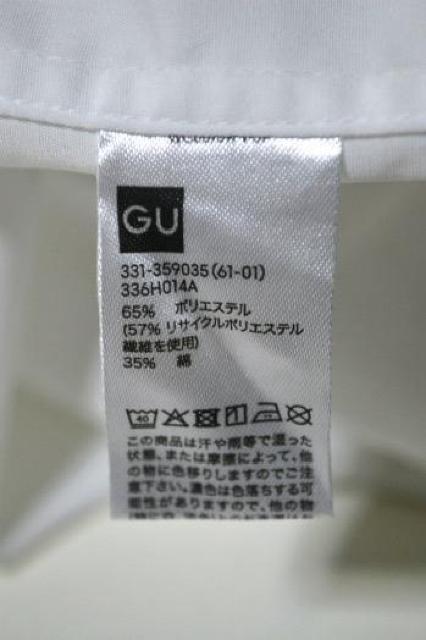 GU
331-359035(61-01)
336H014A
65% ポリエステル
(57% リサイクルポリエステル
繊維を使用)
35% 綿
40
この商品は汗や雨等で湿った
状態、または摩擦によって、他
の物に色移りしますのでご注
意下さい。濃色は色落ちする可
能性がありますので、他の物